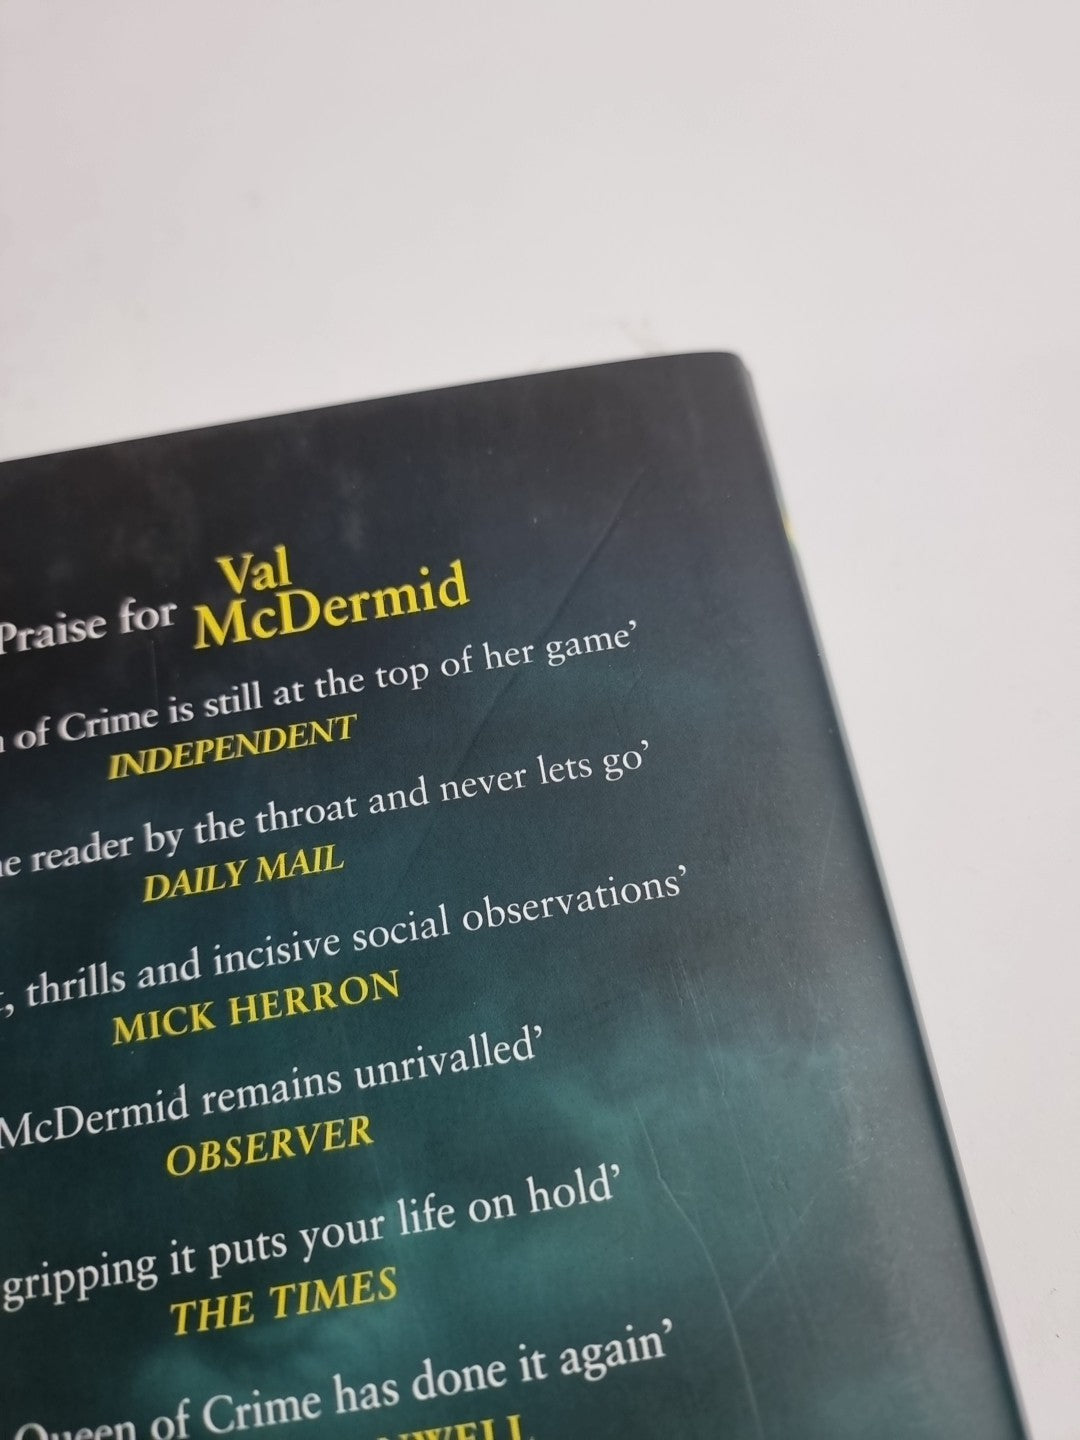 Praise for Val McDermid
of Crime is still at the top of her game’
INDEPENDENT
reader by the throat and never lets go’
DAILY MAIL
, thrills and incisive social observations’
MICK HERRON
McDermid remains unrivalled’
OBSERVER
gripping it puts your life on hold’
THE TIMES
Queen of Crime has done it again’